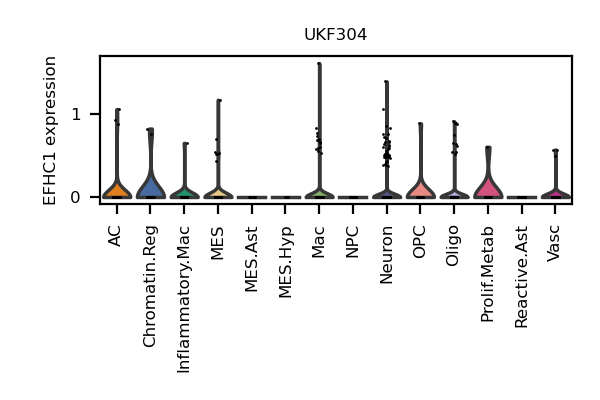 UKF304
EFHC1 expression
1
0
AC
Chromatin.Reg
Inflammatory.Mac
MES
MES.Ast
MES.Hyp
Mac
NPC
Neuron
OPC
Oligo
Prolif.Metab
Reactive.Ast
Vasc